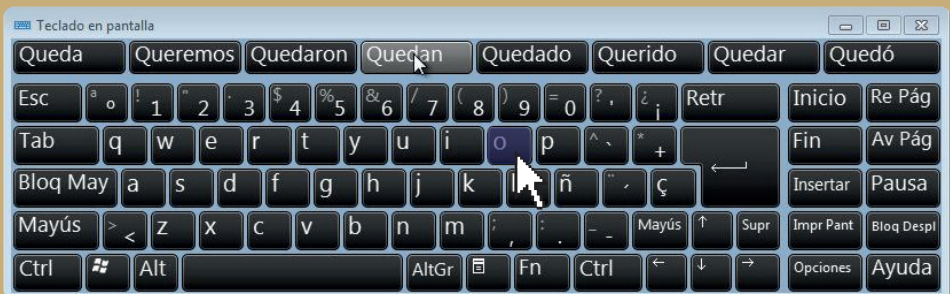 Teclado en pantalla
Queda Queremos Quedaron Quedan Quedado Querido Quedar Quedó
Esc ª º ! 1 " 2 · 3 $ 4 % 5 & 6 / 7 ( 8 ) 9 = 0 ? ' ¿ ¡ Retr Inicio Re Pág
Tab q w e r t y u i o p ^ ` * + Fin Av Pág
Bloq May a s d f g h j k l ñ ¨ ´ ç Insertar Pausa
Mayús > < z x c v b n m ; , : . _ - Mayús ↑ Supr Impr Pant Bloq Despl
Ctrl Alt AltGr Fn Ctrl ← ↓ → Opciones Ayuda